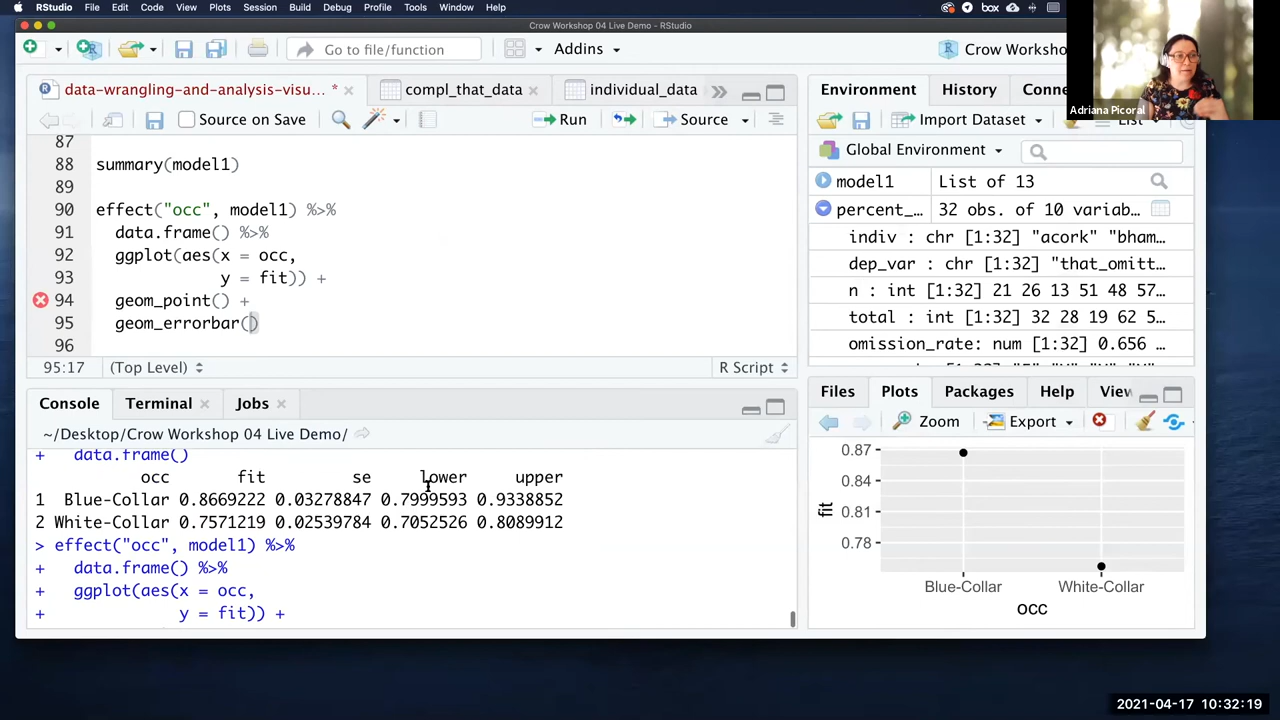 RStudio File Edit Code View Plots Session Build Debug Profile Tools Window Help box
Crow Workshop 04 Live Demo - RStudio
Go to file/function Addins Crow Worksho
data-wrangling-and-analysis-visu... * compl_that_data individual_data
Source on Save Run Source
87
88 summary(model1)
89
90 effect("occ", model1) %>%
91 data.frame() %>%
92 ggplot(aes(x = occ,
93 y = fit)) +
94 geom_point() +
95 geom_errorbar()
96
95:17 (Top Level) R Script
Console Terminal Jobs
~/Desktop/Crow Workshop 04 Live Demo/
+ data.frame()
occ fit se lower upper
1 Blue-Collar 0.8669222 0.03278847 0.7999593 0.9338852
2 White-Collar 0.7571219 0.02539784 0.7052526 0.8089912
> effect("occ", model1) %>%
+ data.frame() %>%
+ ggplot(aes(x = occ,
+ y = fit)) +
Environment History Conne
Import Dataset List
Global Environment
model1 List of 13
percent_… 32 obs. of 10 variab…
indiv : chr [1:32] "acork" "bham…
dep_var : chr [1:32] "that_omitt…
n : int [1:32] 21 26 13 51 48 57…
total : int [1:32] 32 28 19 62 5…
omission_rate: num [1:32] 0.656 …
Files Plots Packages Help View
Zoom Export
0.87
0.84
0.81
0.78
fit
Blue-Collar White-Collar
occ
Adriana Picoral
2021-04-17 10:32:19